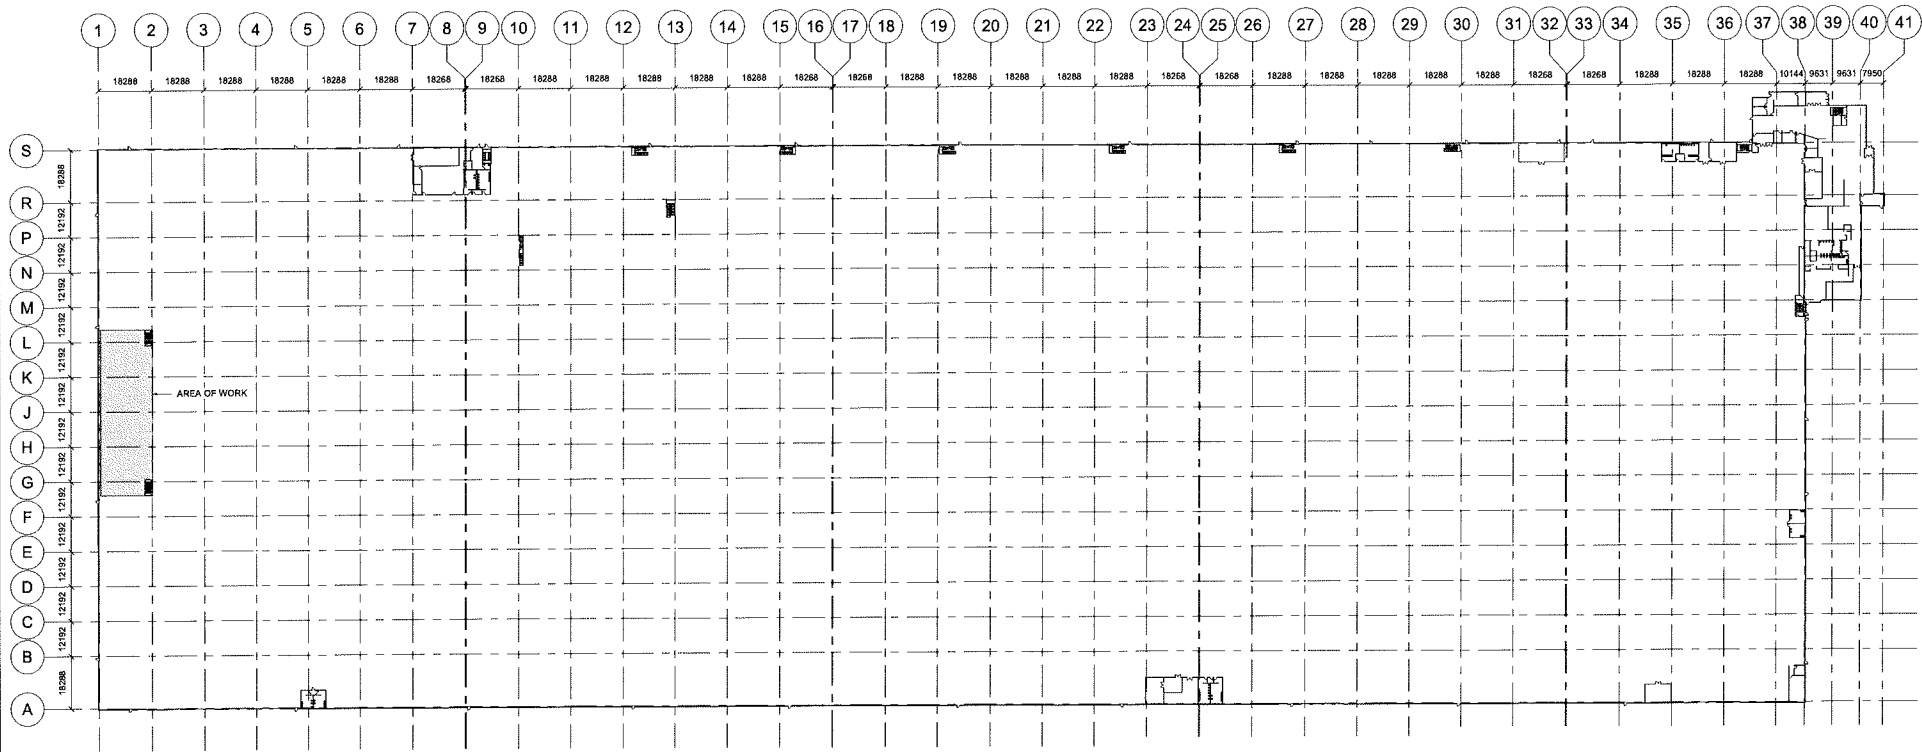 1 2 3 4 5 6 7 8 9 10 11 12 13 14 15 16 17 18 19 20 21 22 23 24 25 26 27 28 29 30 31 32 33 34 35 36 37 38 39 40 41
18288 18288 18288 18288 18288 18288 18268 18268 18288 18288 18288 18288 18288 18268 18268 18288 18288 18288 18288 18288 18268 18268 18288 18288 18288 18288 18288 18268 18268 18288 18288 18288 10144 9631 9631 7950
S
18288
R
12192
P
12192
N
12192
M
12192
L
12192
K
12192
AREA OF WORK
J
12192
H
12192
G
12192
F
12192
E
12192
D
12192
C
12192
B
18288
A